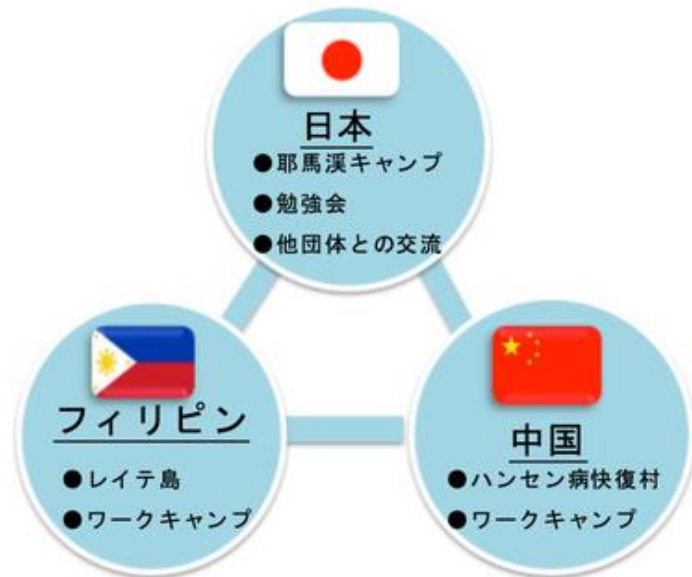 日本
●耶馬渓キャンプ
●勉強会
●他団体との交流
フィリピン
●レイテ島
●ワークキャンプ
中国
●ハンセン病快復村
●ワークキャンプ